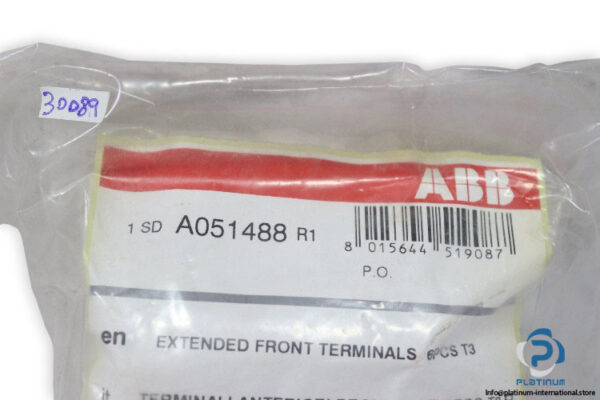 30089
ABB
1 SD A051488 R1
8 015644 519087
P.O.
en EXTENDED FRONT TERMINALS 6PCS T3
it
PLATINUM
info@platinum-international.store